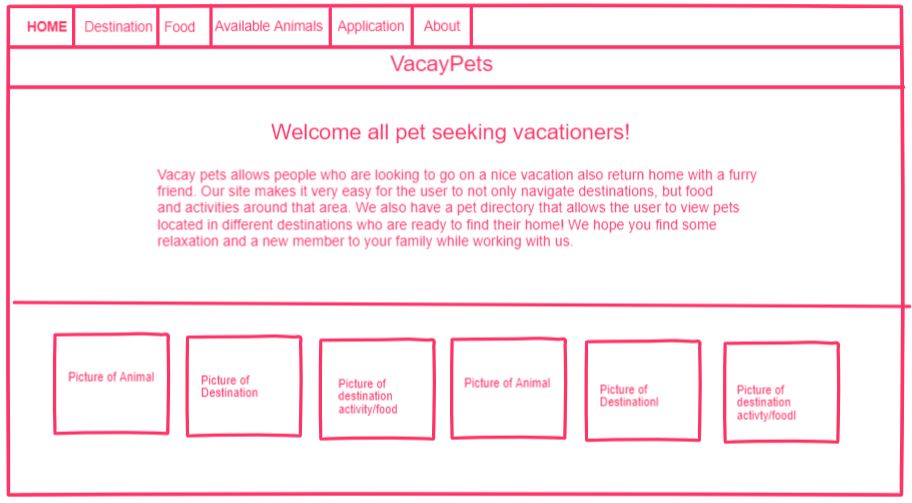 HOME Destination Food Available Animals Application About
VacayPets
Welcome all pet seeking vacationers!
Vacay pets allows people who are looking to go on a nice vacation also return home with a furry
friend. Our site makes it very easy for the user to not only navigate destinations, but food
and activities around that area. We also have a pet directory that allows the user to view pets
located in different destinations who are ready to find their home! We hope you find some
relaxation and a new member to your family while working with us.
Picture of Animal
Picture of
Destination
Picture of
destination
activity/food
Picture of Animal
Picture of
Destinationl
Picture of
destination
activty/foodl